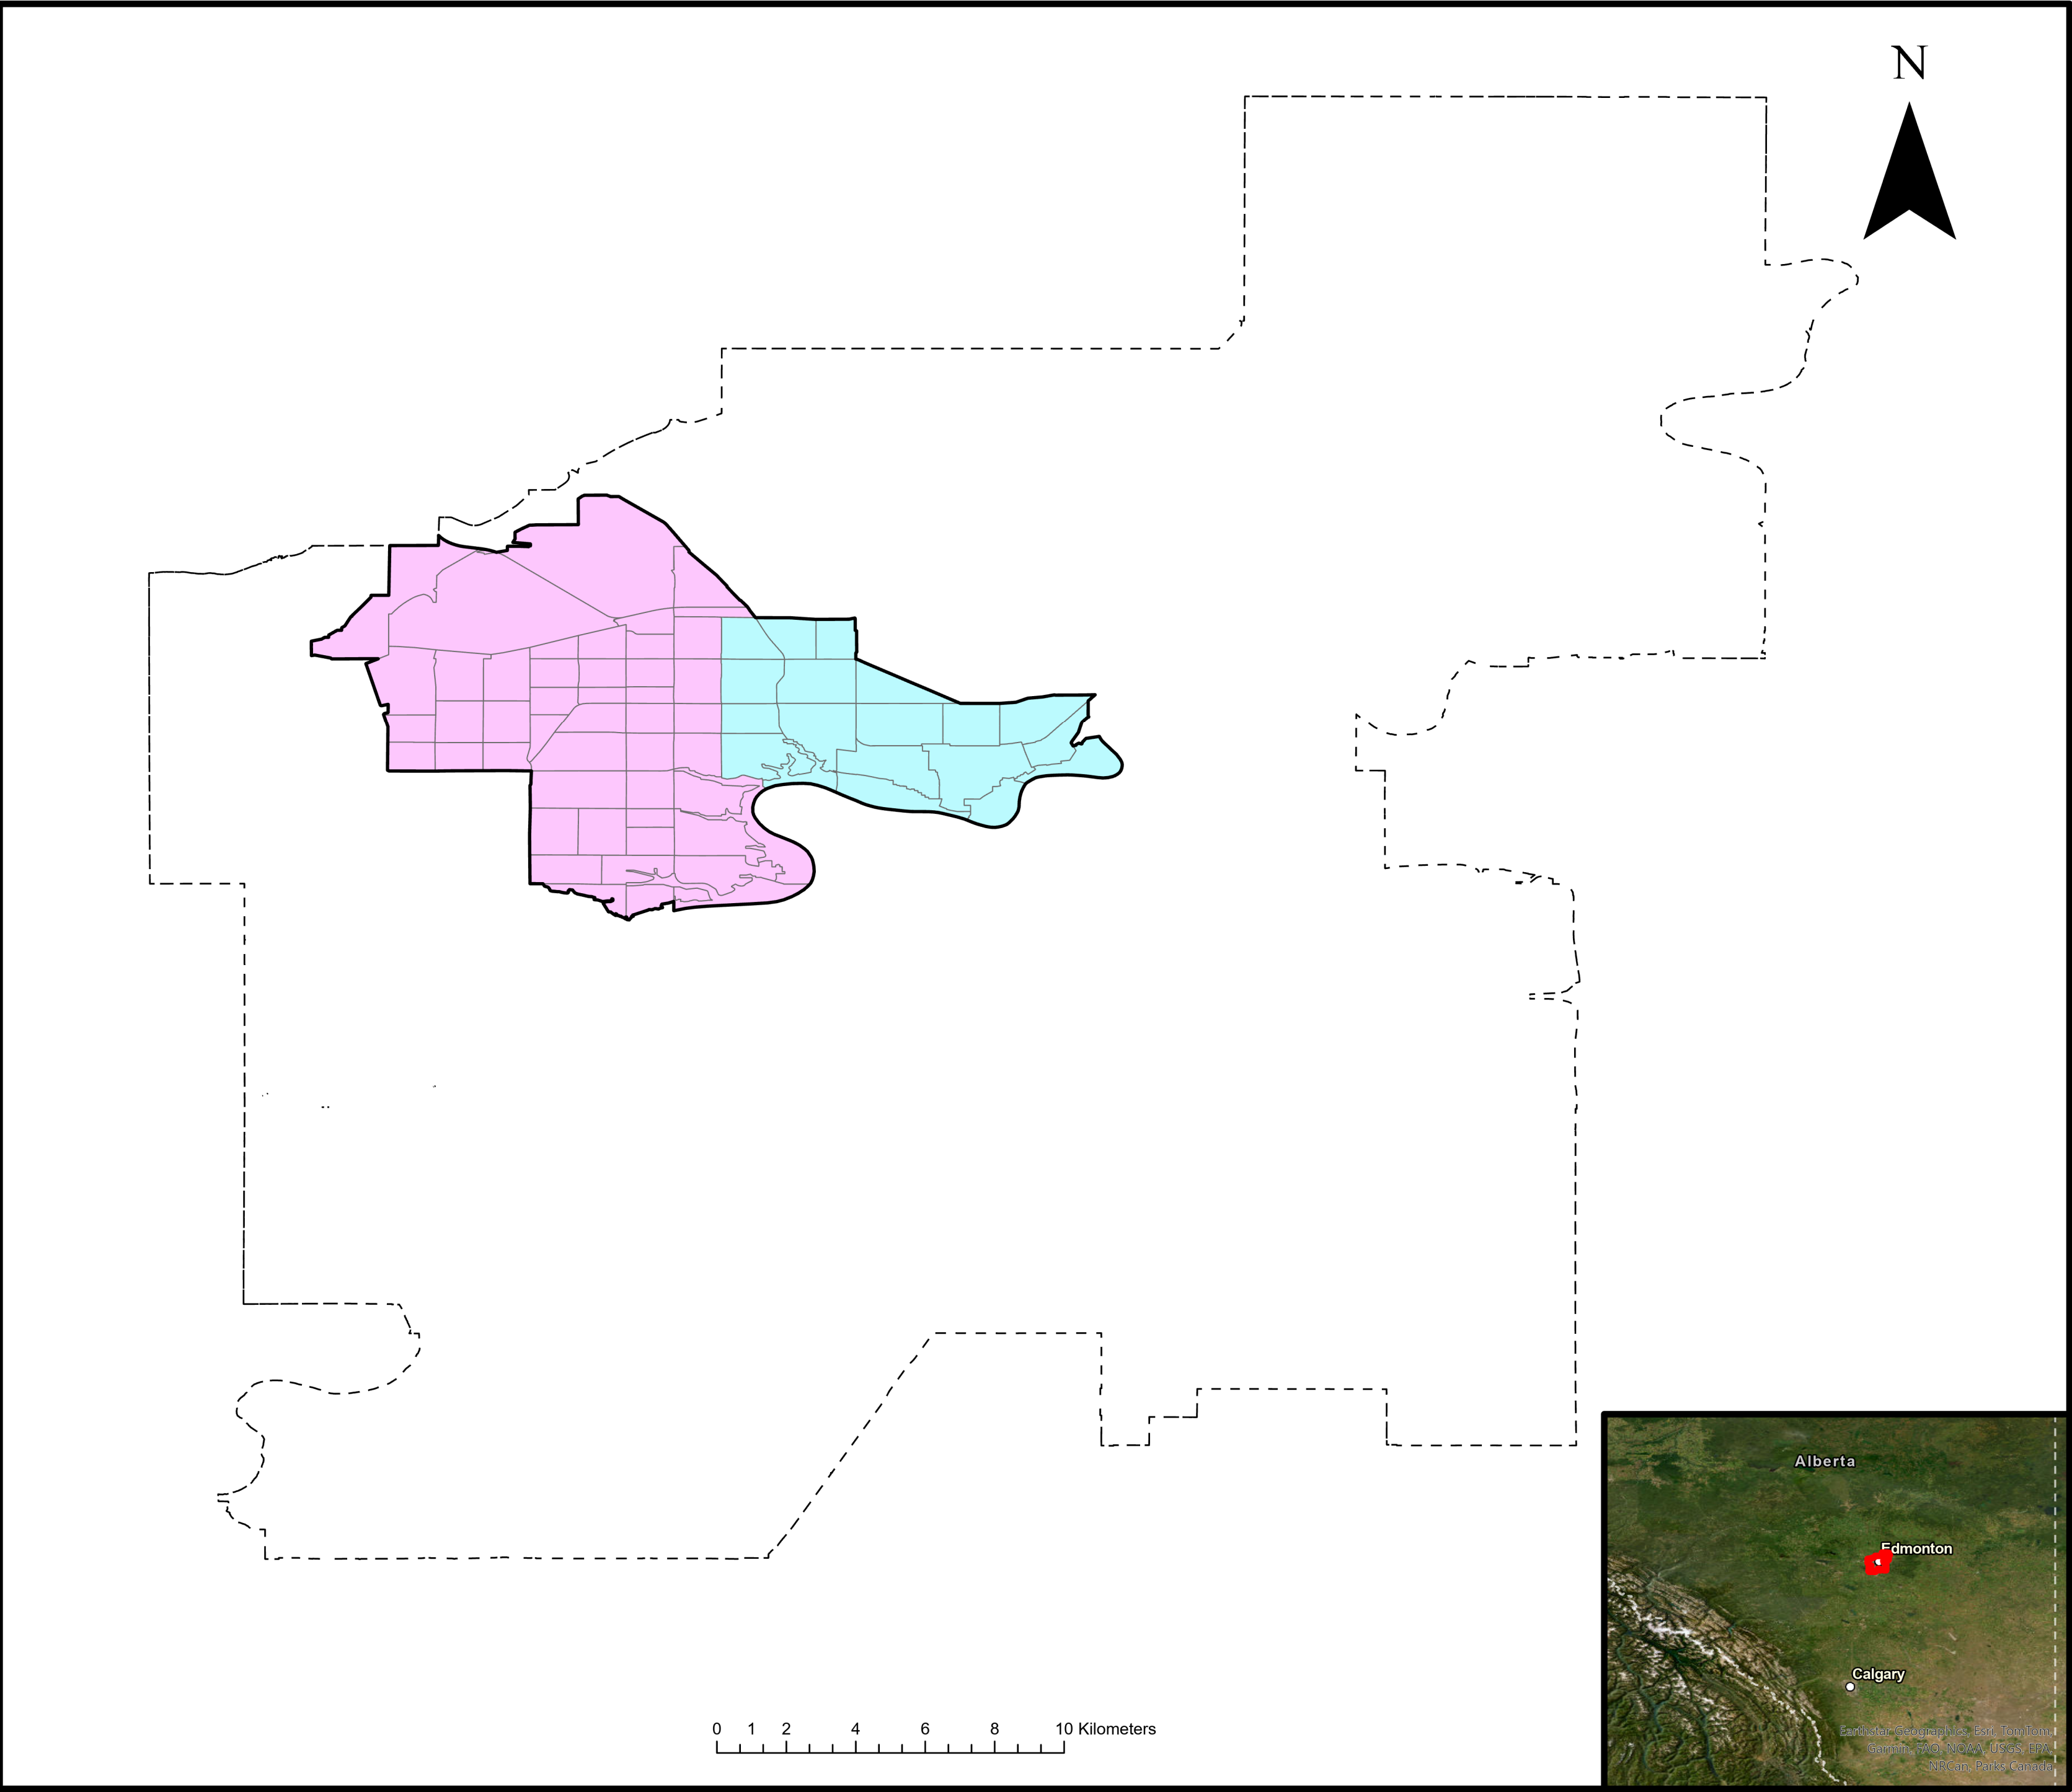 N
Alberta
Edmonton
Calgary
Earthstar Geographics, Esri, TomTom,
Garmin, FAO, NOAA, USGS, EPA,
NRCan, Parks Canada
0 1 2 4 6 8 10 Kilometers